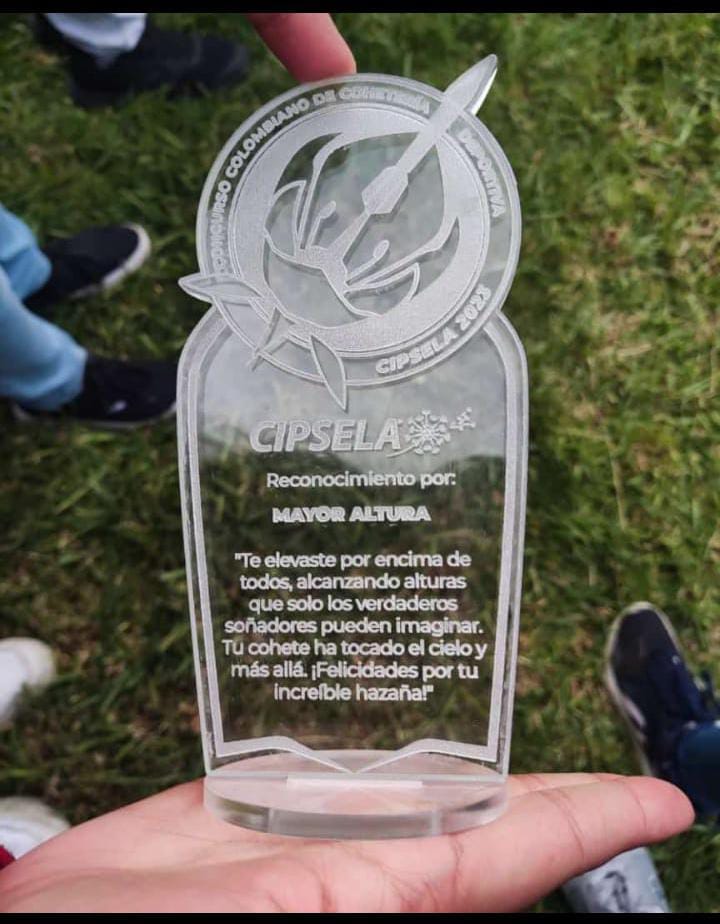 CONCURSO COLOMBIANO DE COHETERÍA DEPORTIVA
CIPSELA 2023
CIPSELA
Reconocimiento por:
MAYOR ALTURA
"Te elevaste por encima de
todos, alcanzando alturas
que solo los verdaderos
soñadores pueden imaginar.
Tu cohete ha tocado el cielo y
más allá. ¡Felicidades por tu
increíble hazaña!"